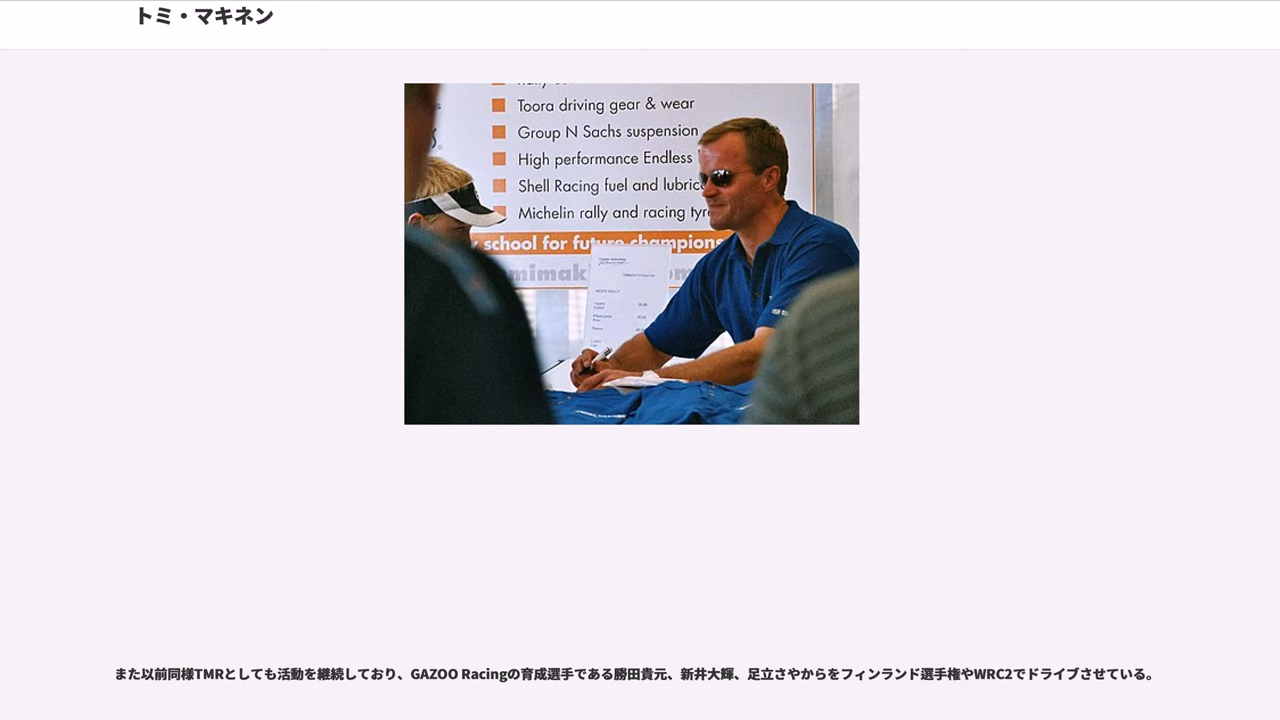 トミ・マキネン
Toora driving gear & wear
Group N Sachs suspension
High performance Endless
Shell Racing fuel and
Michelin rally and racing
school for future champions
また以前同様TMRとしても活動を継続しており、GAZOO Racingの育成選手である勝田貴元、新井大輝、足立さやからをフィンランド選手権やWRC2でドライブさせている。